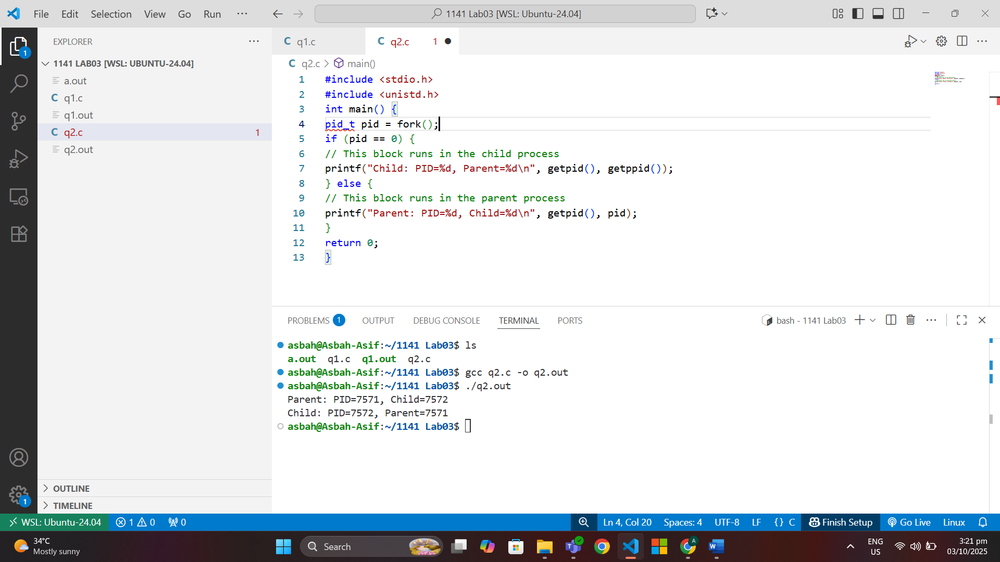 File Edit Selection View Go Run ···
1141 Lab03 [WSL: Ubuntu-24.04]
EXPLORER
1
1141 LAB03 [WSL: UBUNTU-24.04]
a.out
C q1.c
q1.out
C q2.c 1
q2.out
OUTLINE
TIMELINE
1
C q1.c
C q2.c 1
C q2.c > main()
1 #include <stdio.h>
2 #include <unistd.h>
3 int main() {
4 pid_t pid = fork();
5 if (pid == 0) {
6 // This block runs in the child process
7 printf("Child: PID=%d, Parent=%d\n", getpid(), getppid());
8 } else {
9 // This block runs in the parent process
10 printf("Parent: PID=%d, Child=%d\n", getpid(), pid);
11 }
12 return 0;
13 }
PROBLEMS 1 OUTPUT DEBUG CONSOLE TERMINAL PORTS
bash - 1141 Lab03
asbah@Asbah-Asif:~/1141 Lab03$ ls
a.out q1.c q1.out q2.c
asbah@Asbah-Asif:~/1141 Lab03$ gcc q2.c -o q2.out
asbah@Asbah-Asif:~/1141 Lab03$ ./q2.out
Parent: PID=7571, Child=7572
Child: PID=7572, Parent=7571
asbah@Asbah-Asif:~/1141 Lab03$
WSL: Ubuntu-24.04 1 0 0 Ln 4, Col 20 Spaces: 4 UTF-8 LF {} C Finish Setup Go Live Linux
34°C
Mostly sunny
Search
A
ENG
US
3:21 pm
03/10/2025